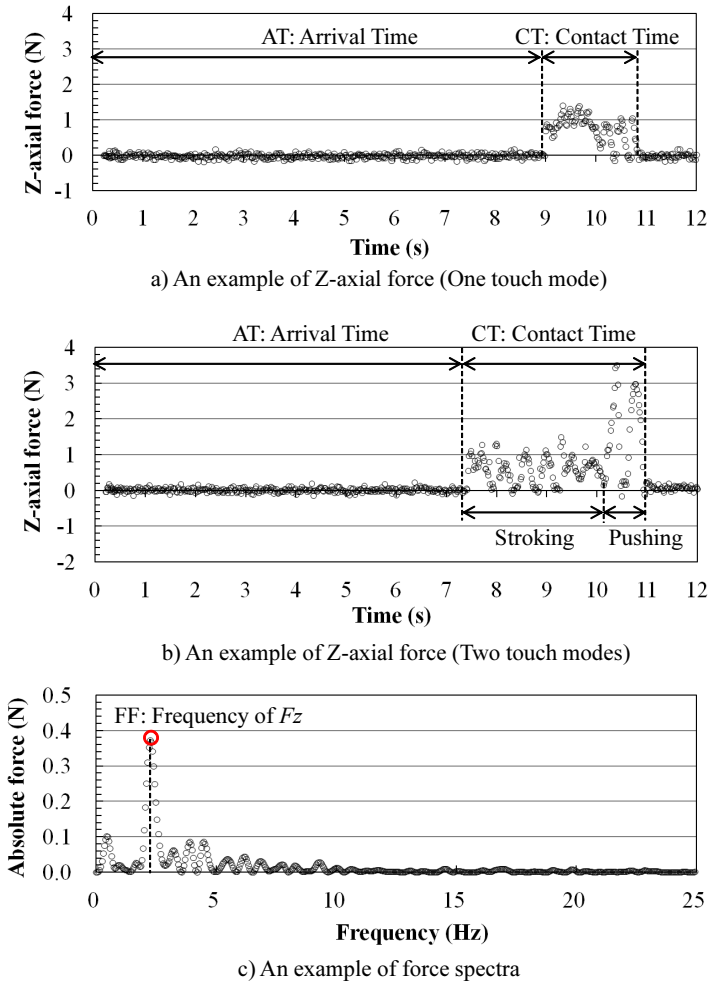 AT: Arrival Time CT: Contact Time
4
3
2
1
0
-1
Z-axial force (N)
0 1 2 3 4 5 6 7 8 9 10 11 12
Time (s)
a) An example of Z-axial force (One touch mode)
AT: Arrival Time CT: Contact Time
4
3
2
1
0
-1
-2
Z-axial force (N)
Stroking Pushing
0 1 2 3 4 5 6 7 8 9 10 11 12
Time (s)
b) An example of Z-axial force (Two touch modes)
0.5
0.4
0.3
0.2
0.1
0.0
Absolute force (N)
FF: Frequency of Fz
0 5 10 15 20 25
Frequency (Hz)
c) An example of force spectra